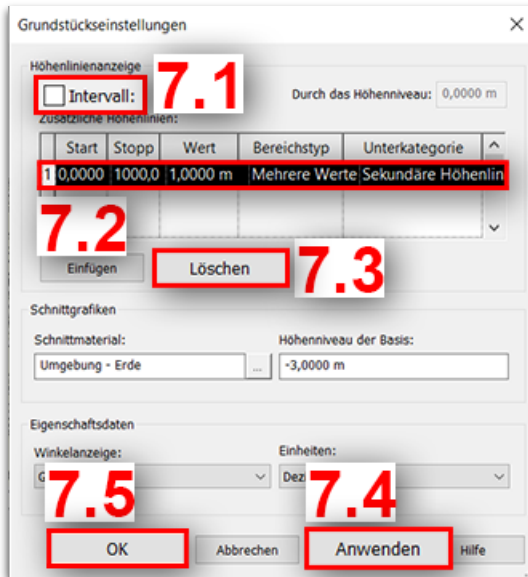 Grundstückseinstellungen
Höhenlinienanzeige
Intervall: 7.1 Durch das Höhenniveau: 0,0000 m
Zusätzliche Höhenlinien:
Start Stopp Wert Bereichstyp Unterkategorie
1 0,0000 1000,0 1,0000 m Mehrere Werte Sekundäre Höhenlin
7.2
Einfügen Löschen 7.3
Schnittgrafiken
Schnittmaterial: Höhenniveau der Basis:
Umgebung - Erde ... -3,0000 m
Eigenschaftsdaten
Winkelanzeige: Einheiten:
7.5 7.4
OK Abbrechen Anwenden Hilfe